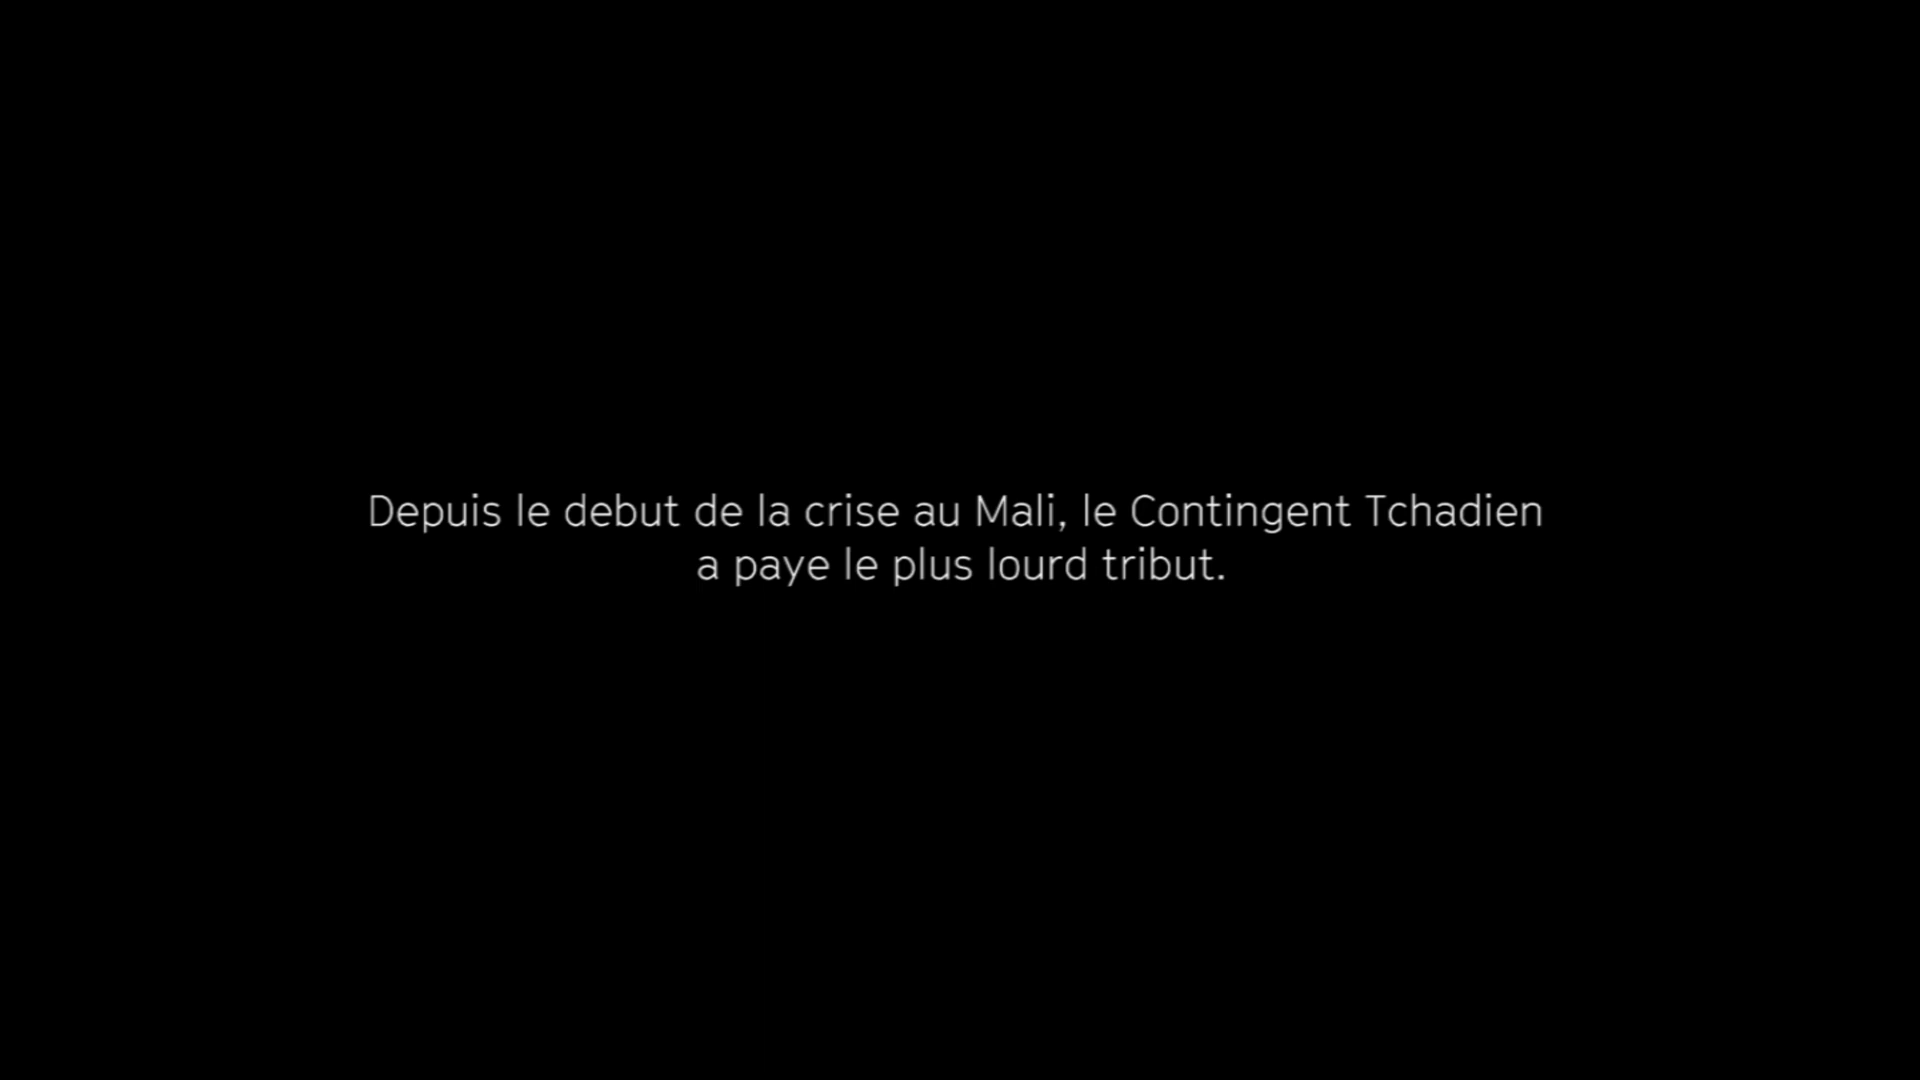 Depuis le debut de la crise au Mali, le Contingent Tchadien
a paye le plus lourd tribut.